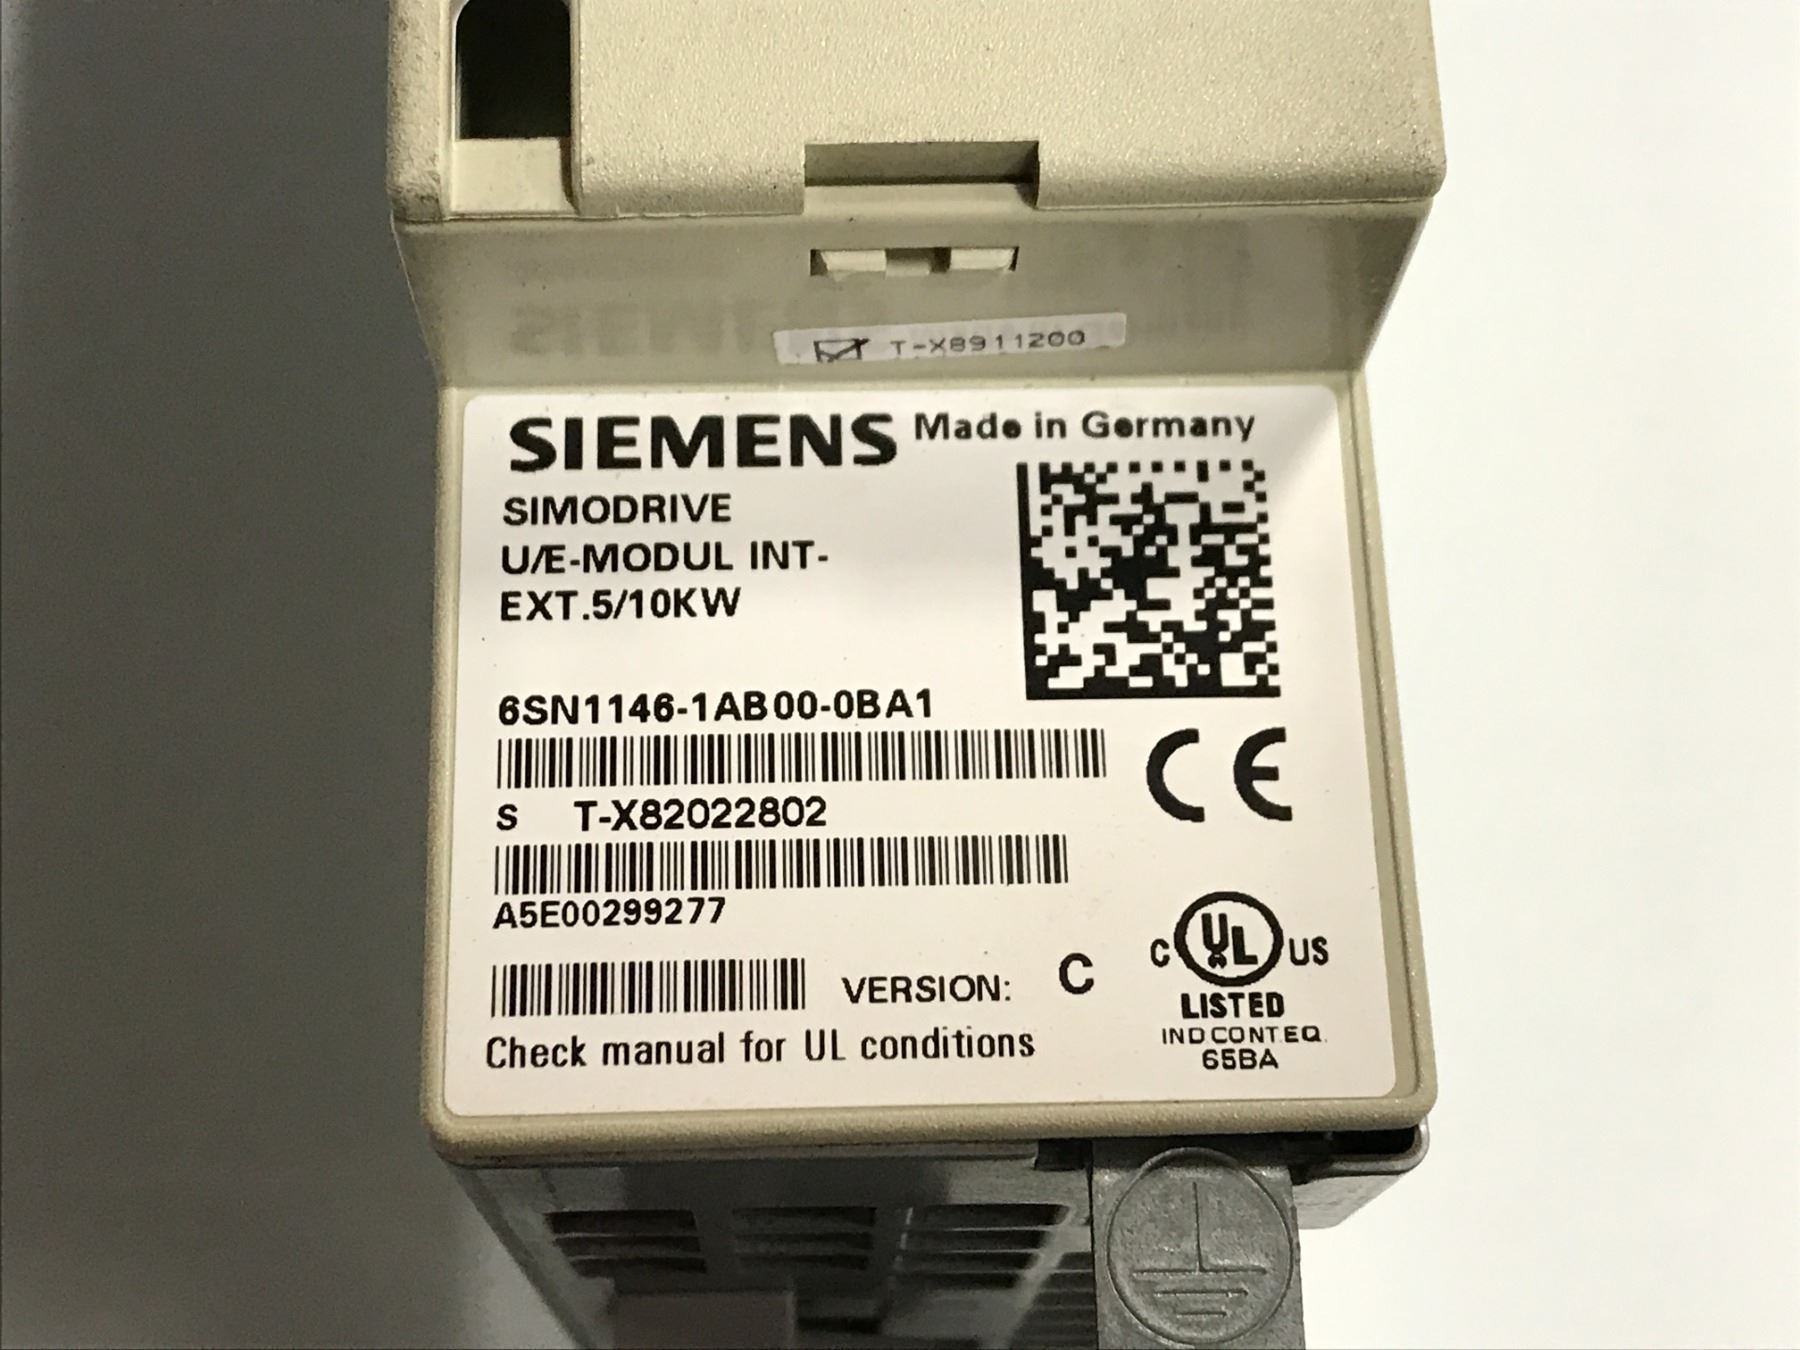 T-X8911200
SIEMENS Made in Germany
SIMODRIVE
U/E-MODUL INT-
EXT.5/10KW
6SN1146-1AB00-0BA1
CE
S T-X82022802
A5E00299277
VERSION: C
C UL US
LISTED
IND.CONT.EQ.
65BA
Check manual for UL conditions